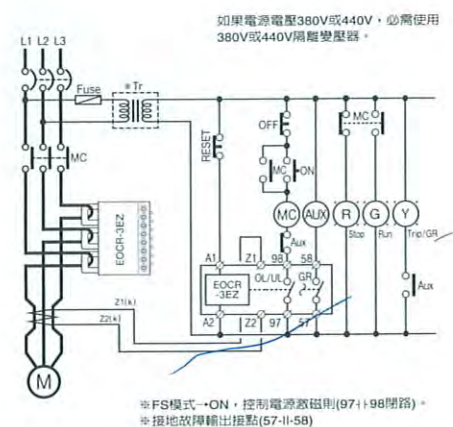 如果電源電壓380V或440V，必需使用
380V或440V隔離變壓器。
L1 L2 L3
Fuse
※Tr
RESET
OFF
MC
ON
MC
MC
EOCR-3EZ
MC
AUX
R
G
Y
Stop
Run
Trip/GR
Aux
A1
Z1
98
58
EOCR
-3EZ
OL/UL
GR
Aux
A2
Z2
97
57
Z1(k)
Z2(k)
M
※FS模式→ON，控制電源激磁則(97-||-98閉路)。
※接地故障輸出接點(57-II-58)